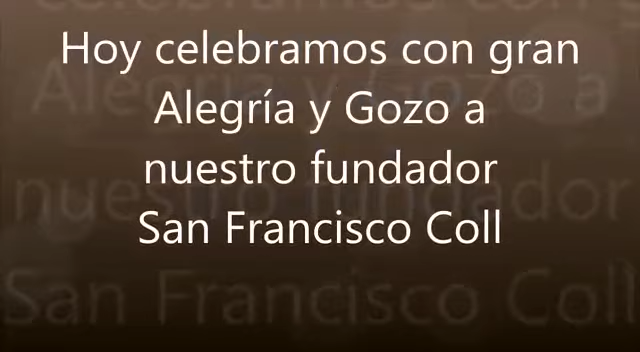 Hoy celebramos con gran
Alegría y Gozo a
nuestro fundador
San Francisco Coll